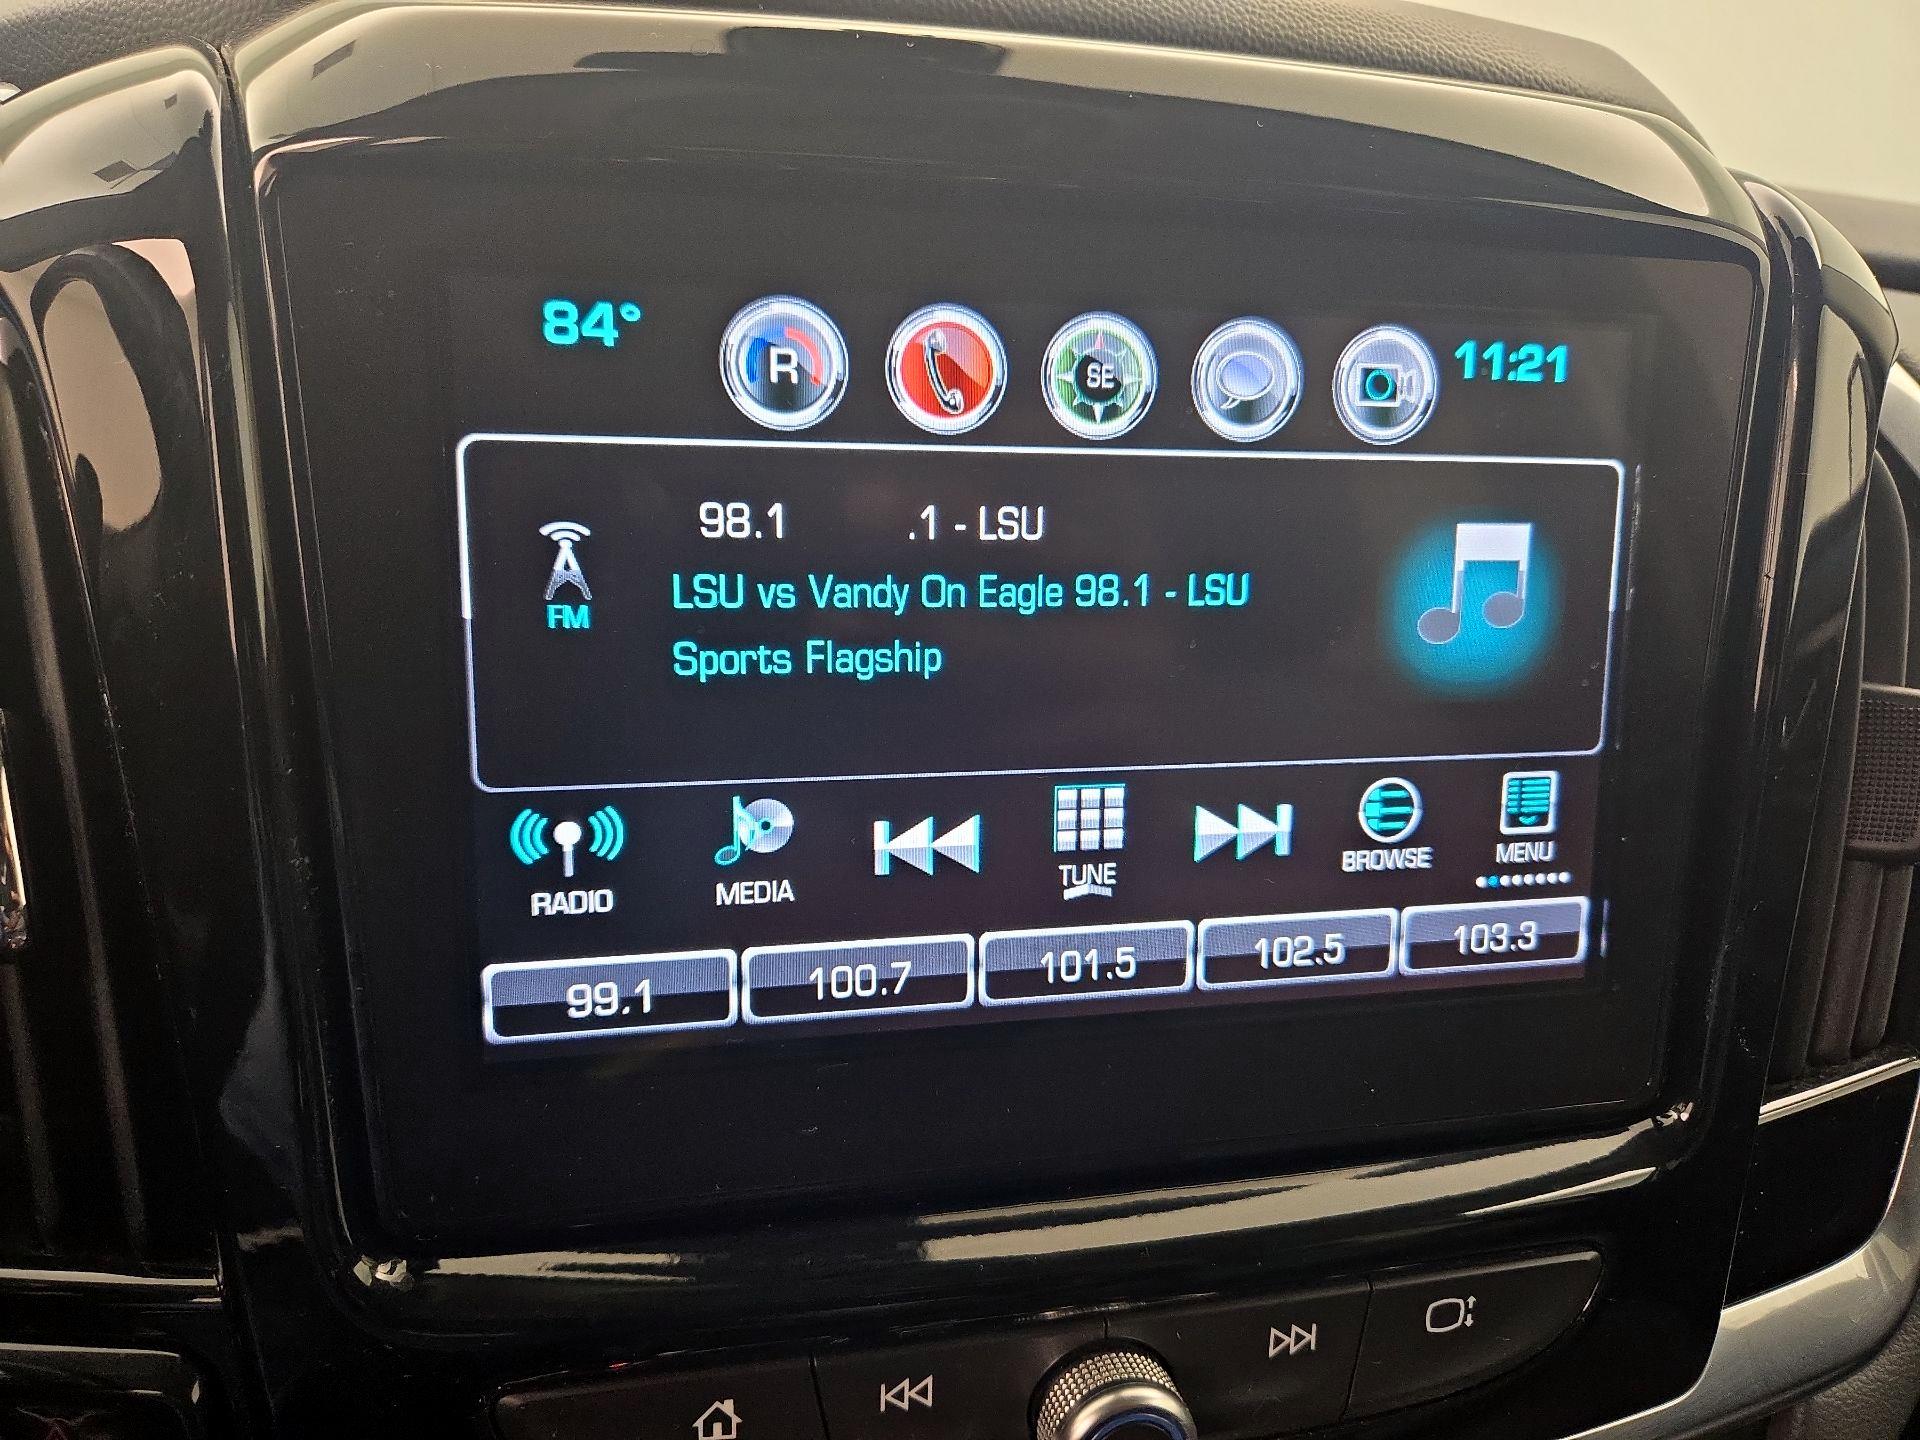 84°
R
SE
11:21
98.1 .1 - LSU
FM
LSU vs Vandy On Eagle 98.1 - LSU
Sports Flagship
RADIO
MEDIA
TUNE
BROWSE
MENU
99.1
100.7
101.5
102.5
103.3